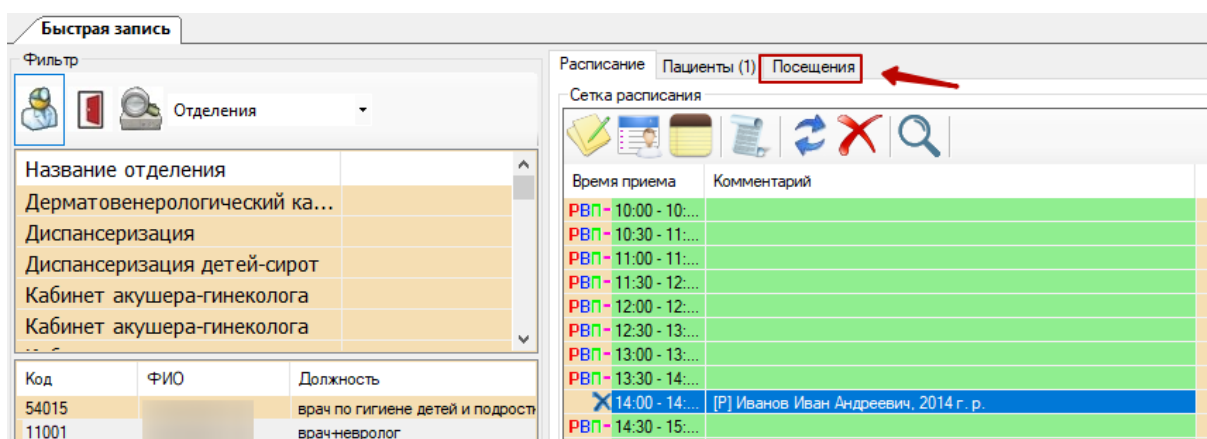 Быстрая запись
Фильтр
Отделения
Название отделения
Дерматовенерологический ка...
Диспансеризация
Диспансеризация детей-сирот
Кабинет акушера-гинеколога
Кабинет акушера-гинеколога
Код ФИО Должность
54015 врач по гигиене детей и подростк
11001 врач-невролог
Расписание Пациенты (1) Посещения
Сетка расписания
Время приема Комментарий
РВП- 10:00 - 10:...
РВП- 10:30 - 11:...
РВП- 11:00 - 11:...
РВП- 11:30 - 12:...
РВП- 12:00 - 12:...
РВП- 12:30 - 13:...
РВП- 13:00 - 13:...
РВП- 13:30 - 14:...
14:00 - 14:... [Р] Иванов Иван Андреевич, 2014 г. р.
РВП- 14:30 - 15:...